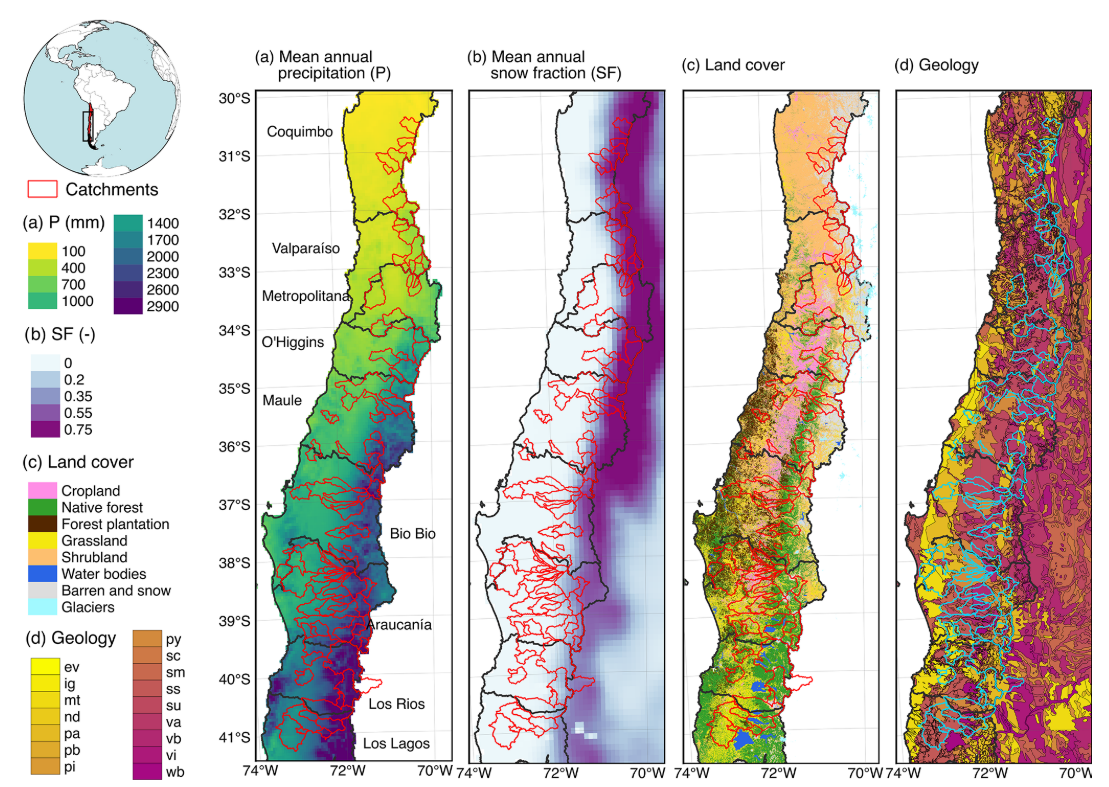 (a) Mean annual
precipitation (P)
(b) Mean annual
snow fraction (SF)
(c) Land cover
(d) Geology
Catchments
(a) P (mm)
100
400
700
1000
1400
1700
2000
2300
2600
2900
(b) SF (-)
0
0.2
0.35
0.55
0.75
(c) Land cover
Cropland
Native forest
Forest plantation
Grassland
Shrubland
Water bodies
Barren and snow
Glaciers
(d) Geology
ev
ig
mt
nd
pa
pb
pi
py
sc
sm
ss
su
va
vb
vi
wb
30°S
31°S
32°S
33°S
34°S
35°S
36°S
37°S
38°S
39°S
40°S
41°S
Coquimbo
Valparaíso
Metropolitana
O'Higgins
Maule
Bio Bio
Araucanía
Los Rios
Los Lagos
74°W 72°W 70°W
74°W 72°W 70°W
74°W 72°W 70°W
74°W 72°W 70°W